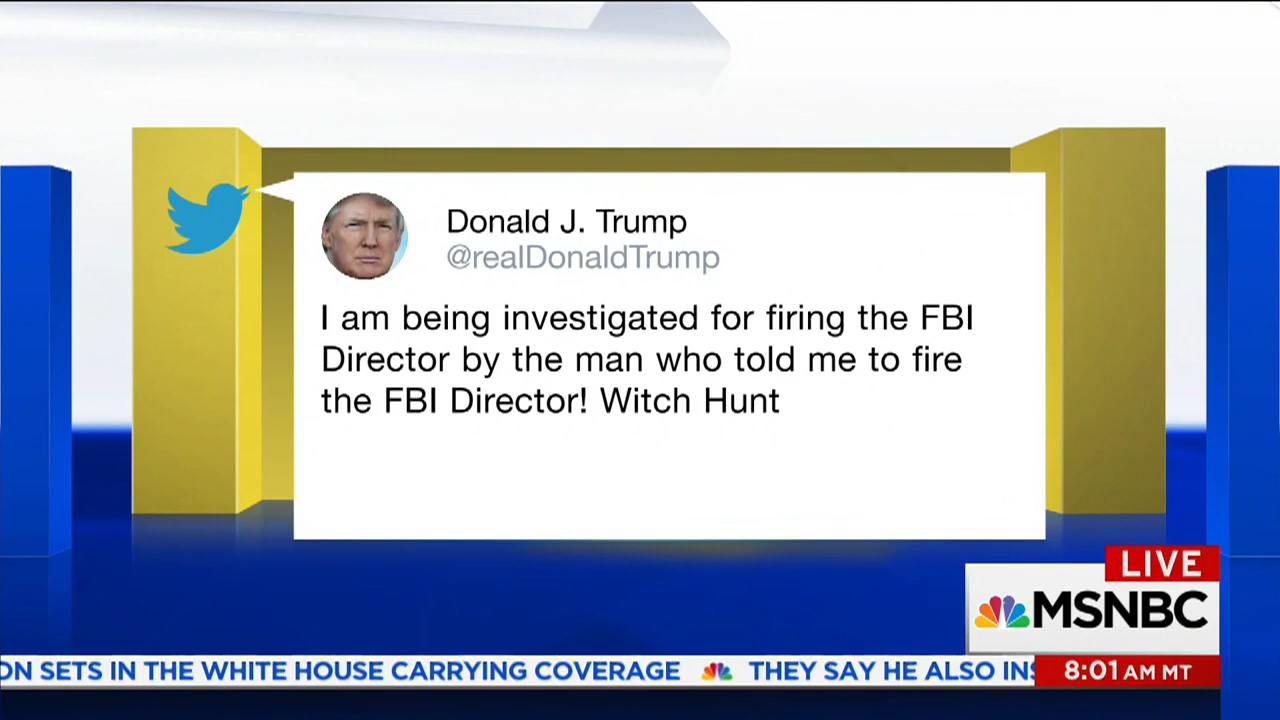 Donald J. Trump
@realDonaldTrump
I am being investigated for firing the FBI
Director by the man who told me to fire
the FBI Director! Witch Hunt
LIVE
MSNBC
ON SETS IN THE WHITE HOUSE CARRYING COVERAGE THEY SAY HE ALSO INS
8:01 AM MT